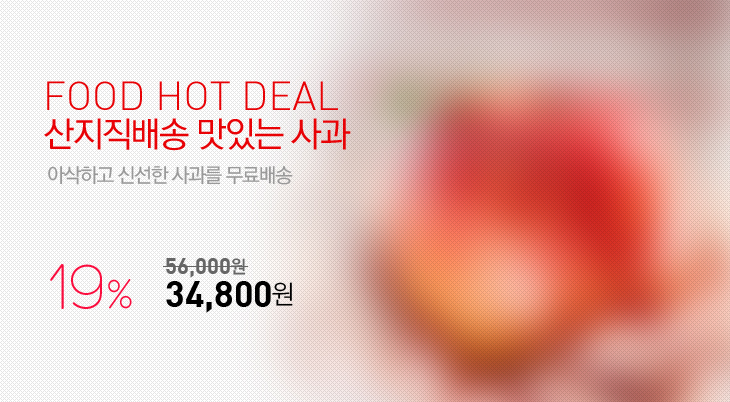 FOOD HOT DEAL
산지직배송 맛있는 사과
아삭하고 신선한 사과를 무료배송
19%
56,000원
34,800원